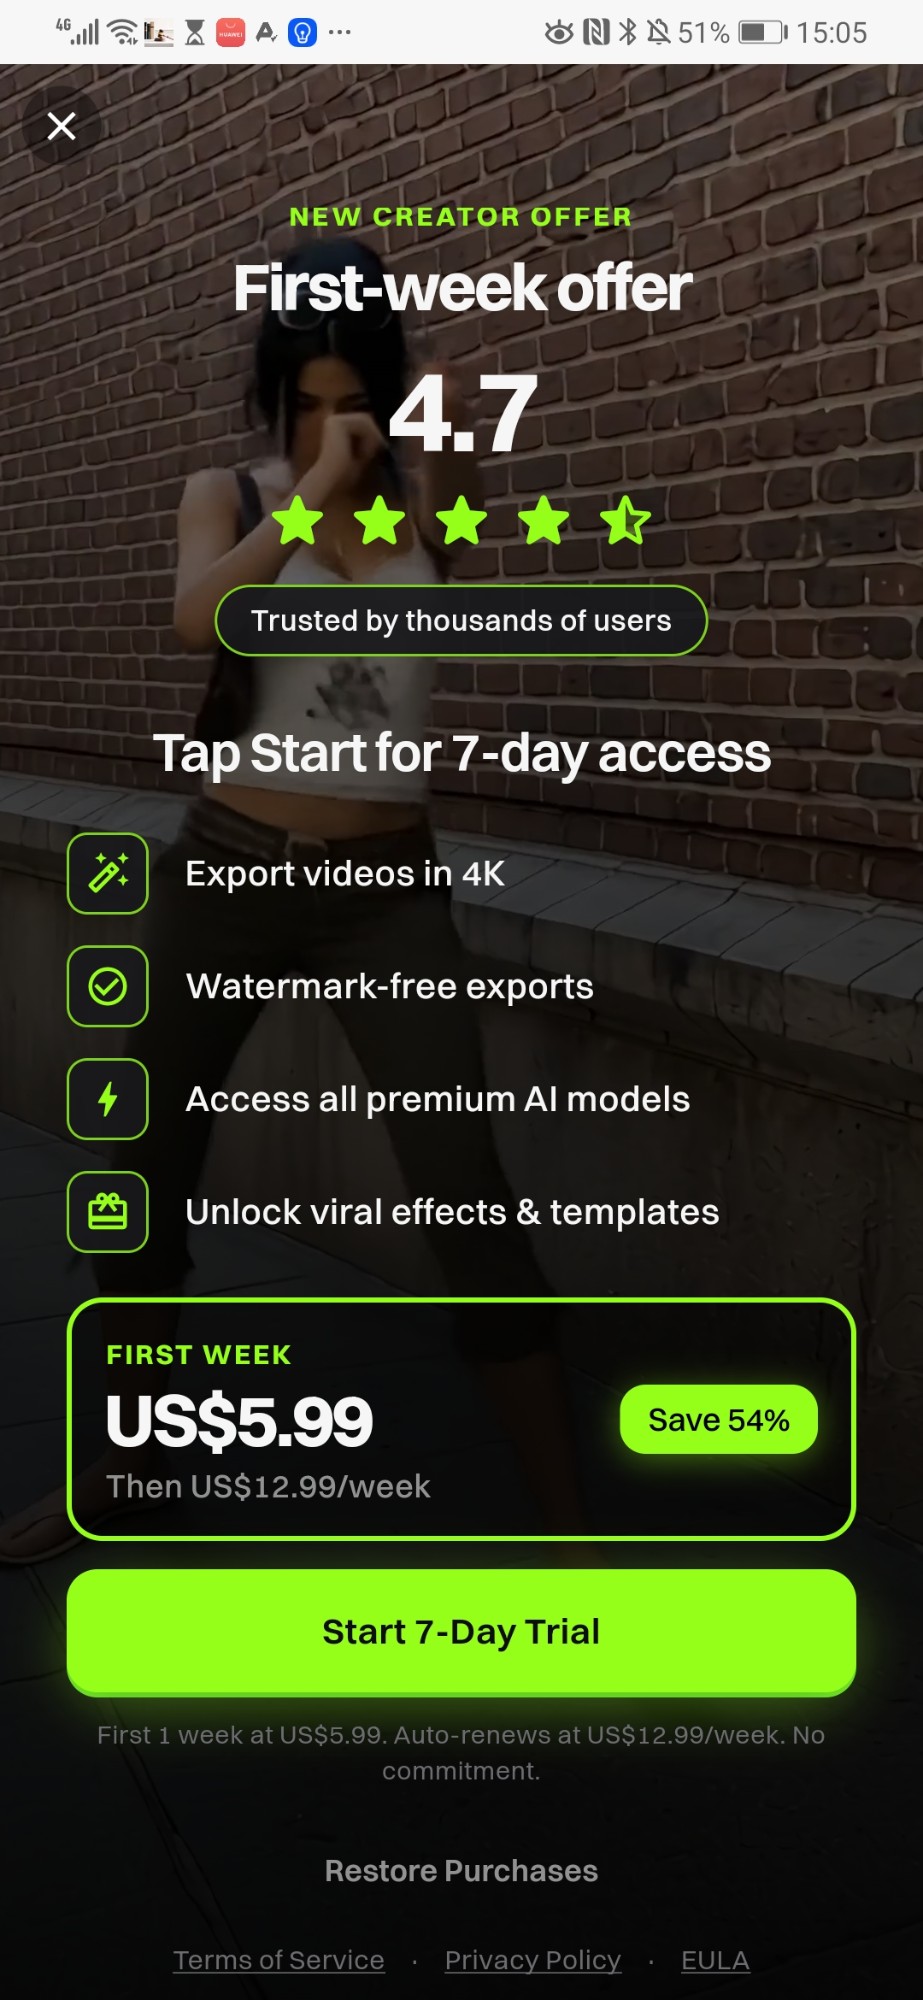 4G 51% 15:05
HUAWEI
NEW CREATOR OFFER
First-week offer
4.7
Trusted by thousands of users
Tap Start for 7-day access
Export videos in 4K
Watermark-free exports
Access all premium AI models
Unlock viral effects & templates
FIRST WEEK
US$5.99
Save 54%
Then US$12.99/week
Start 7-Day Trial
First 1 week at US$5.99. Auto-renews at US$12.99/week. No
commitment.
Restore Purchases
Terms of Service · Privacy Policy · EULA